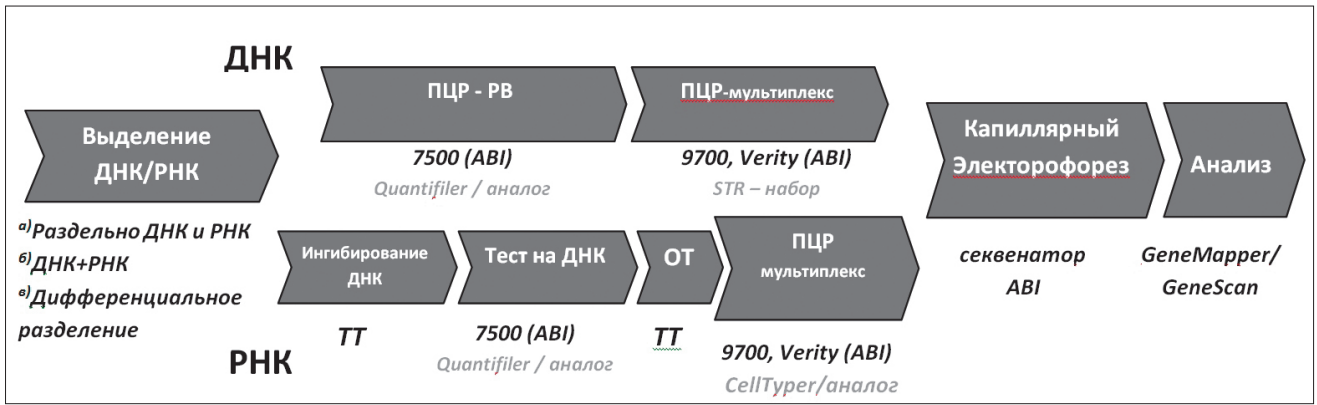 ДНК
Выделение
ДНК/РНК
а)Раздельно ДНК и РНК
б)ДНК+РНК
в)Дифференциальное
разделение
ПЦР - РВ
7500 (ABI)
Quantifiler / аналог
ПЦР-мультиплекс
9700, Verity (ABI)
STR – набор
РНК
Ингибирование
ДНК
ТТ
Тест на ДНК
7500 (ABI)
Quantifiler / аналог
ОТ
ТТ
ПЦР
мультиплекс
9700, Verity (ABI)
CellTyper/аналог
Капиллярный
Электорофорез
секвенатор
ABI
Анализ
GeneMapper/
GeneScan